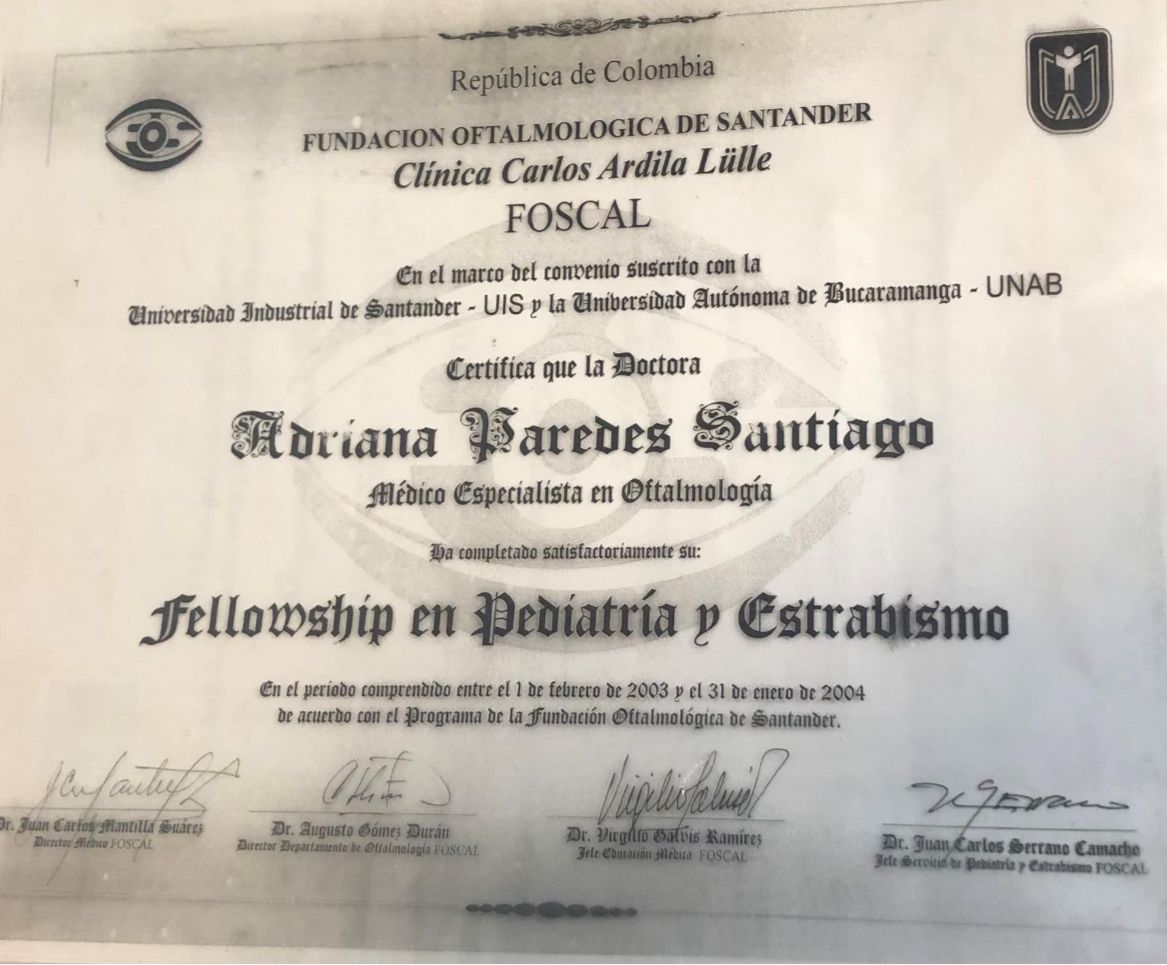 República de Colombia
FUNDACION OFTALMOLOGICA DE SANTANDER
Clínica Carlos Ardila Lülle
FOSCAL
En el marco del convenio suscrito con la
Universidad Industrial de Santander - UIS y la Universidad Autónoma de Bucaramanga - UNAB
Certifica que la Doctora
Adriana Paredes Santiago
Médico Especialista en Oftalmología
Ha completado satisfactoriamente su:
Fellowship en Pediatría y Estrabismo
En el periodo comprendido entre el 1 de febrero de 2003 y el 31 de enero de 2004
de acuerdo con el Programa de la Fundación Oftalmológica de Santander.
Dr. Juan Carlos Mantilla Suárez
Director Médico FOSCAL
Dr. Augusto Gómez Durán
Director Departamento de Oftalmología FOSCAL
Dr. Virgilio Galvis Ramírez
Jefe Educación Médica FOSCAL
Dr. Juan Carlos Serrano Camacho
Jefe Servicio de Pediatría y Estrabismo FOSCAL